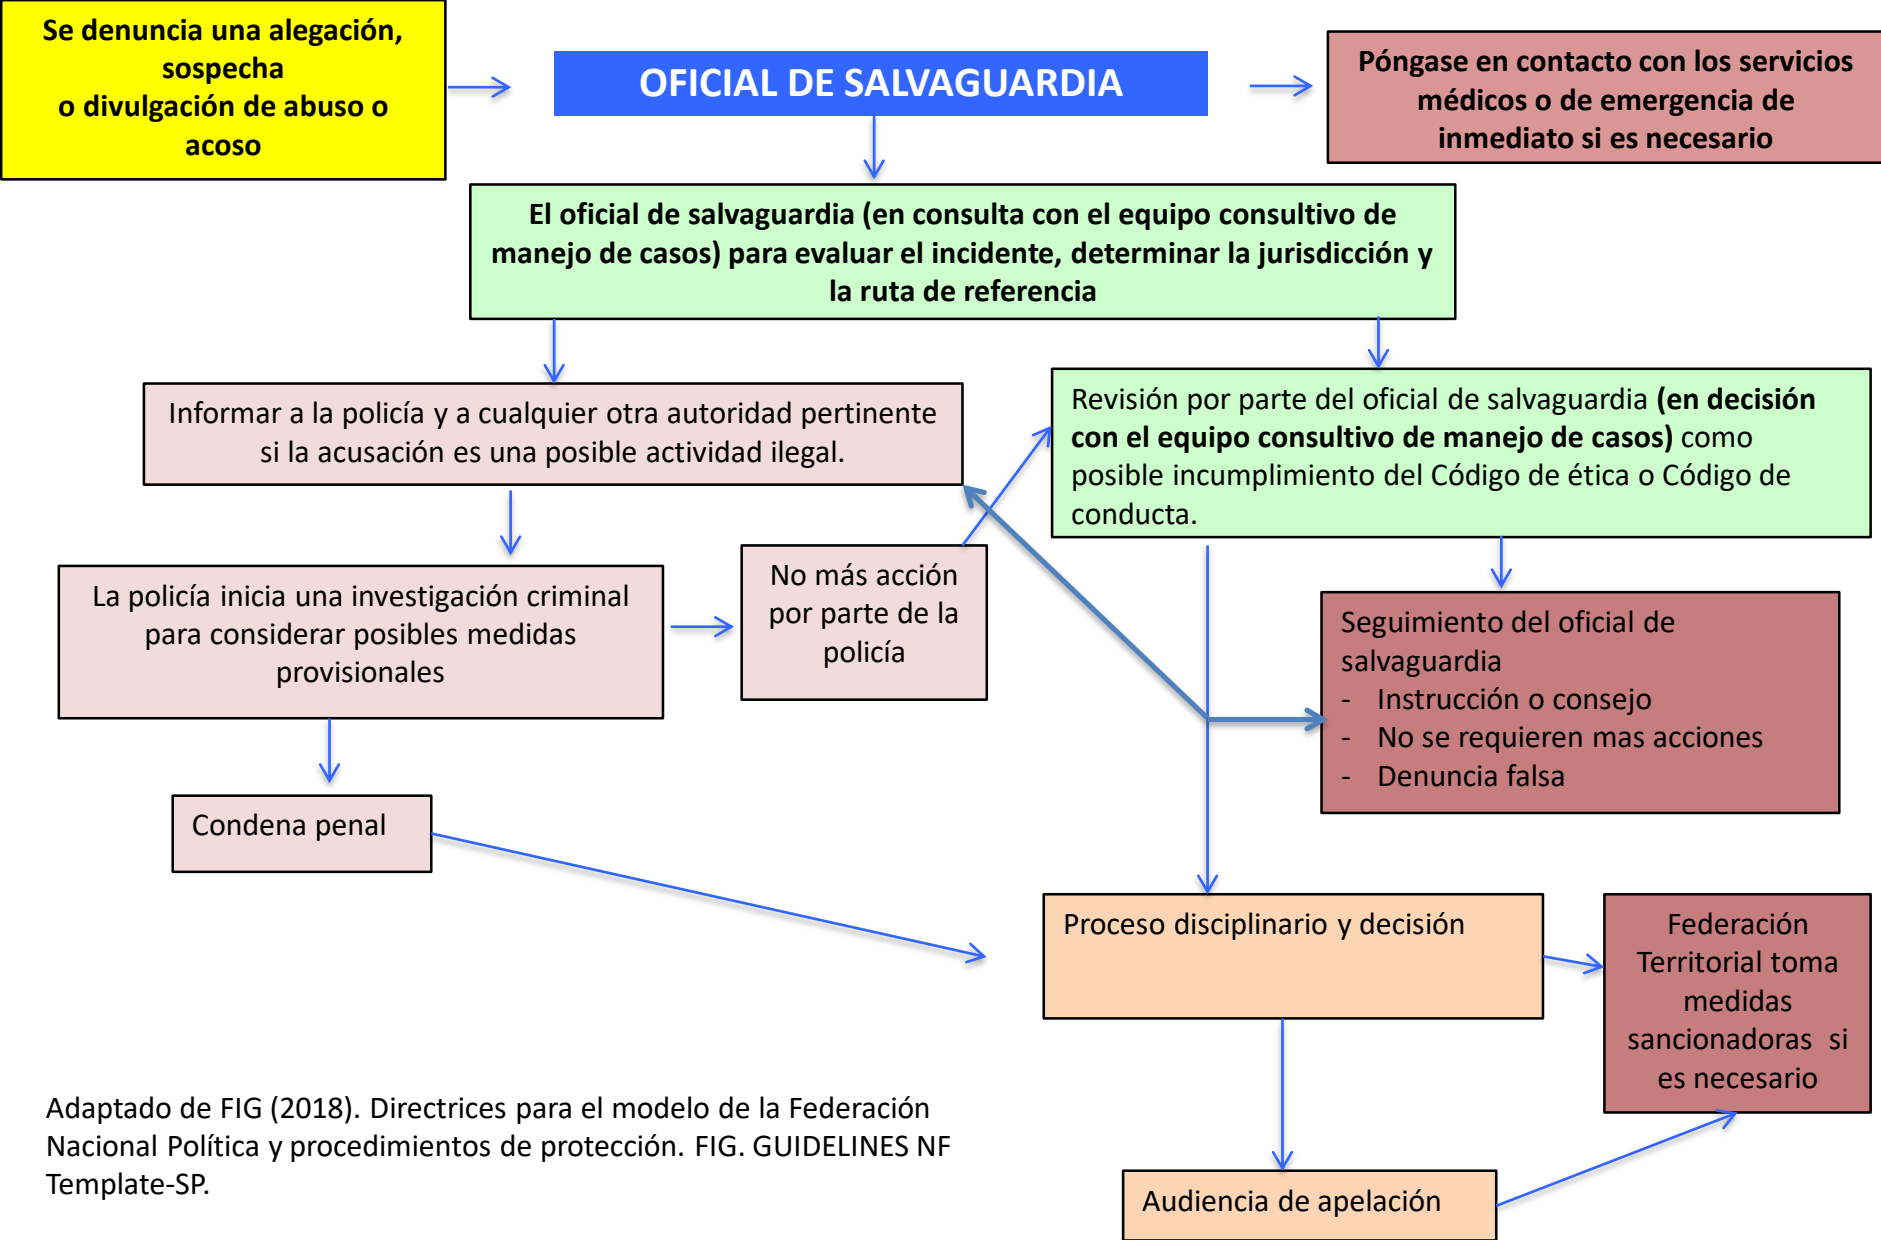 Se denuncia una alegación,
sospecha
o divulgación de abuso o
acoso
OFICIAL DE SALVAGUARDIA
Póngase en contacto con los servicios
médicos o de emergencia de
inmediato si es necesario
El oficial de salvaguardia (en consulta con el equipo consultivo de
manejo de casos) para evaluar el incidente, determinar la jurisdicción y
la ruta de referencia
Informar a la policía y a cualquier otra autoridad pertinente
si la acusación es una posible actividad ilegal.
Revisión por parte del oficial de salvaguardia (en decisión
con el equipo consultivo de manejo de casos) como
posible incumplimiento del Código de ética o Código de
conducta.
La policía inicia una investigación criminal
para considerar posibles medidas
provisionales
No más acción
por parte de la
policía
Seguimiento del oficial de
salvaguardia
- Instrucción o consejo
- No se requieren mas acciones
- Denuncia falsa
Condena penal
Proceso disciplinario y decisión
Federación
Territorial toma
medidas
sancionadoras si
es necesario
Adaptado de FIG (2018). Directrices para el modelo de la Federación
Nacional Política y procedimientos de protección. FIG. GUIDELINES NF
Template-SP.
Audiencia de apelación